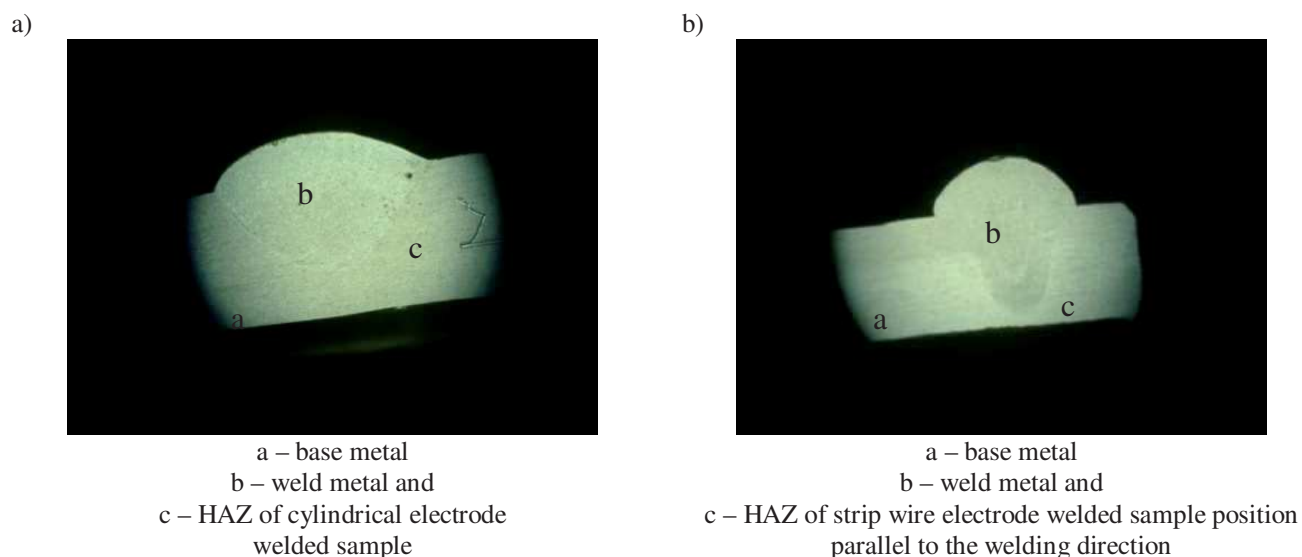 a)
b
c
a
a – base metal
b – weld metal and
c – HAZ of cylindrical electrode
welded sample
b)
b
c
a
a – base metal
b – weld metal and
c – HAZ of strip wire electrode welded sample position
parallel to the welding direction